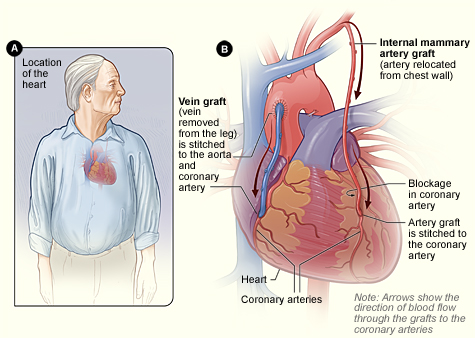 A
Location
of the
heart
B
Internal mammary
artery graft
(artery relocated
from chest wall)
Vein graft
(vein
removed
from the leg)
is stitched
to the aorta
and
coronary
artery
Blockage
in coronary
artery
Artery graft
is stitched to
the coronary
artery
Heart
Coronary arteries
Note: Arrows show the
direction of blood flow
through the grafts to the
coronary arteries